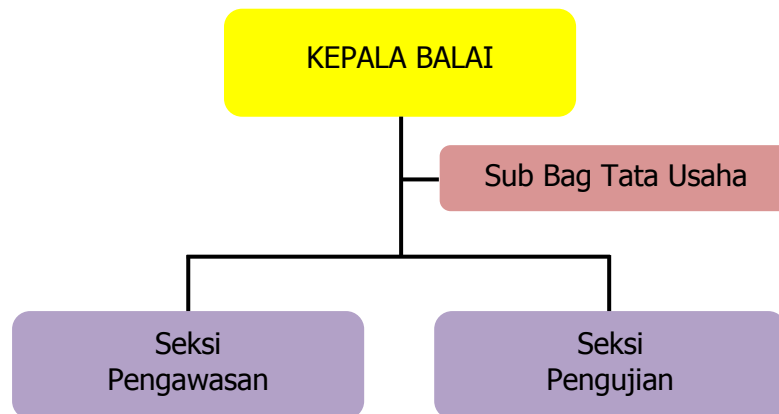 KEPALA BALAI
Sub Bag Tata Usaha
Seksi
Pengawasan
Seksi
Pengujian